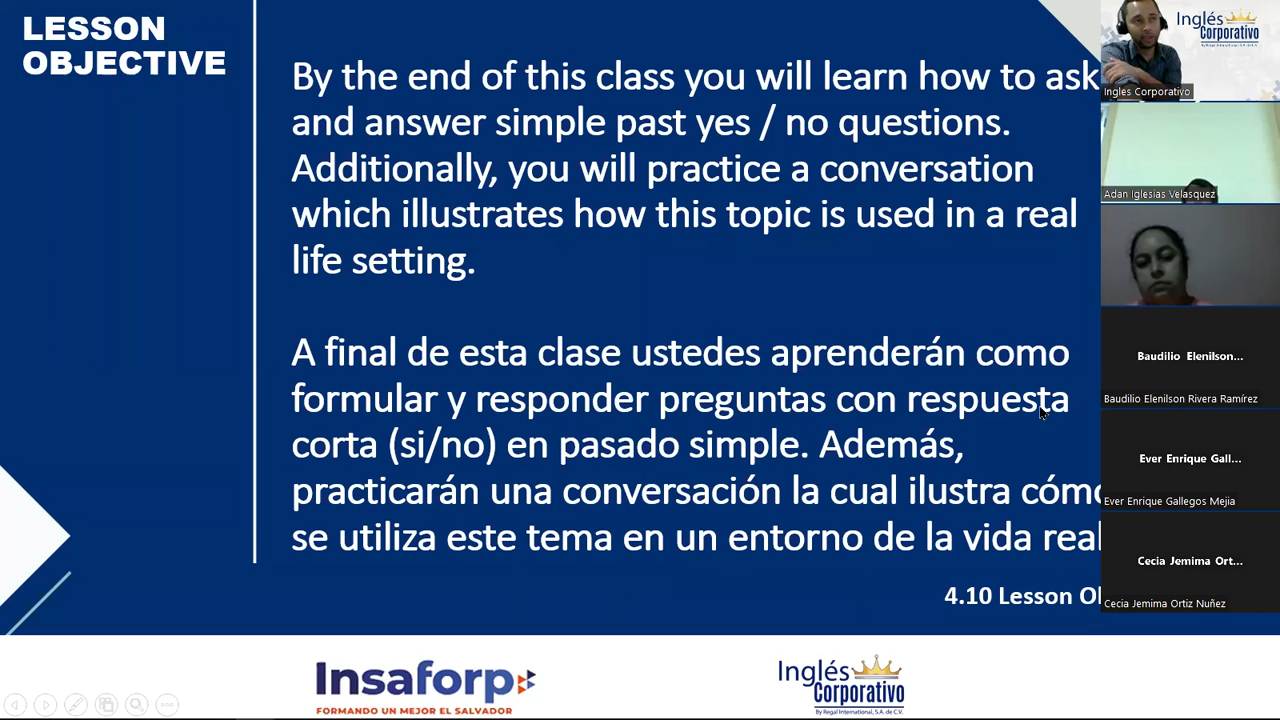 LESSON
OBJECTIVE
By the end of this class you will learn how to ask
and answer simple past yes / no questions.
Additionally, you will practice a conversation
which illustrates how this topic is used in a real
life setting.
A final de esta clase ustedes aprenderán como
formular y responder preguntas con respuesta
corta (si/no) en pasado simple. Además,
practicarán una conversación la cual ilustra cómo
se utiliza este tema en un entorno de la vida real
4.10 Lesson Ob
Insaforp
FORMANDO UN MEJOR EL SALVADOR
Inglés
Corporativo
By Regal International, S.A. de C.V.
Inglés
Corporativo
By Regal International, S.A. de C.V.
Ingles Corporativo
Adan Iglesias Velasquez
Baudilio Elenilson...
Baudilio Elenilson Rivera Ramírez
Ever Enrique Gall...
Ever Enrique Gallegos Mejia
Cecia Jemima Ort...
Cecia Jemima Ortiz Nuñez